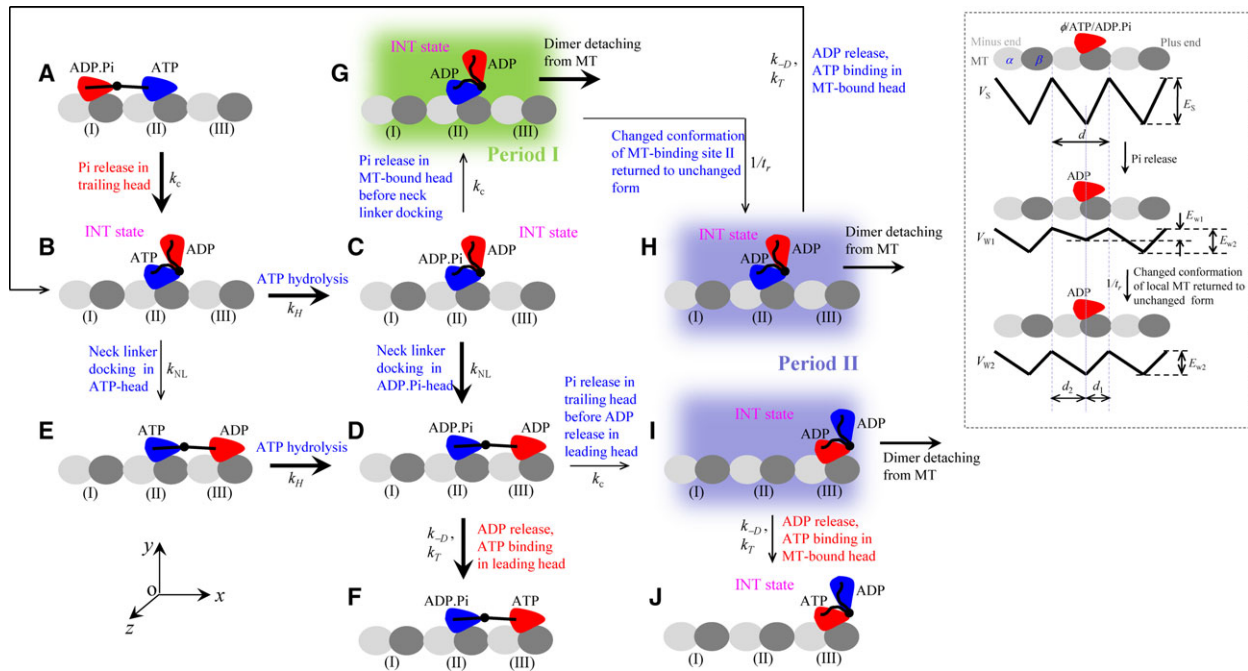 A
ADP.Pi
ATP
(I)
(II)
(III)
Pi release in
trailing head
k_c
B
INT state
ATP
ADP
(I)
(II)
(III)
ATP hydrolysis
k_H
Neck linker
docking in
ATP-head
k_NL
E
ATP
ADP
(I)
(II)
(III)
ATP hydrolysis
k_H
y
o
x
z
G
INT state
ADP
ADP
(I)
(II)
(III)
Period I
Dimer detaching
from MT
Pi release in
MT-bound head
before neck
linker docking
k_c
C
INT state
ADP.Pi
ADP
(I)
(II)
(III)
Neck linker
docking in
ADP.Pi-head
k_NL
D
ADP.Pi
ADP
(I)
(II)
(III)
k_−D,
k_T
ADP release,
ATP binding
in leading head
F
ADP.Pi
ATP
(I)
(II)
(III)
Changed conformation
of MT-binding site II
returned to unchanged
form
1/t_r
k_−D,
k_T
ADP release,
ATP binding in
MT-bound head
H
INT state
ADP
ADP
(I)
(II)
(III)
Dimer detaching
from MT
Period II
Pi release in
trailing head
before ADP
release in
leading head
k_c
I
INT state
ADP
ADP
(I)
(II)
(III)
Dimer detaching
from MT
k_−D,
k_T
ADP release,
ATP binding in
MT-bound head
J
INT state
ATP
ADP
(I)
(II)
(III)
ϕ/ATP/ADP.Pi
Minus end
Plus end
MT
α
β
V_S
E_S
d
Pi release
ADP
V_W1
E_w1
E_w2
1/t_r
Changed conformation
of local MT returned to
unchanged form
ADP
V_W2
E_w2
d_2
d_1